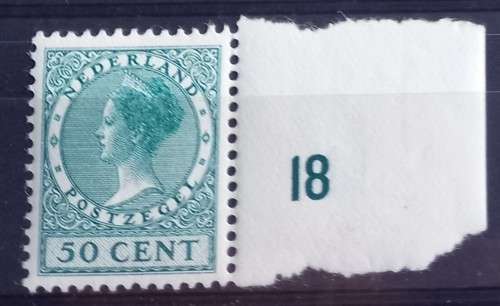 NEDERLAND
POSTZEGEL
50 CENT
18